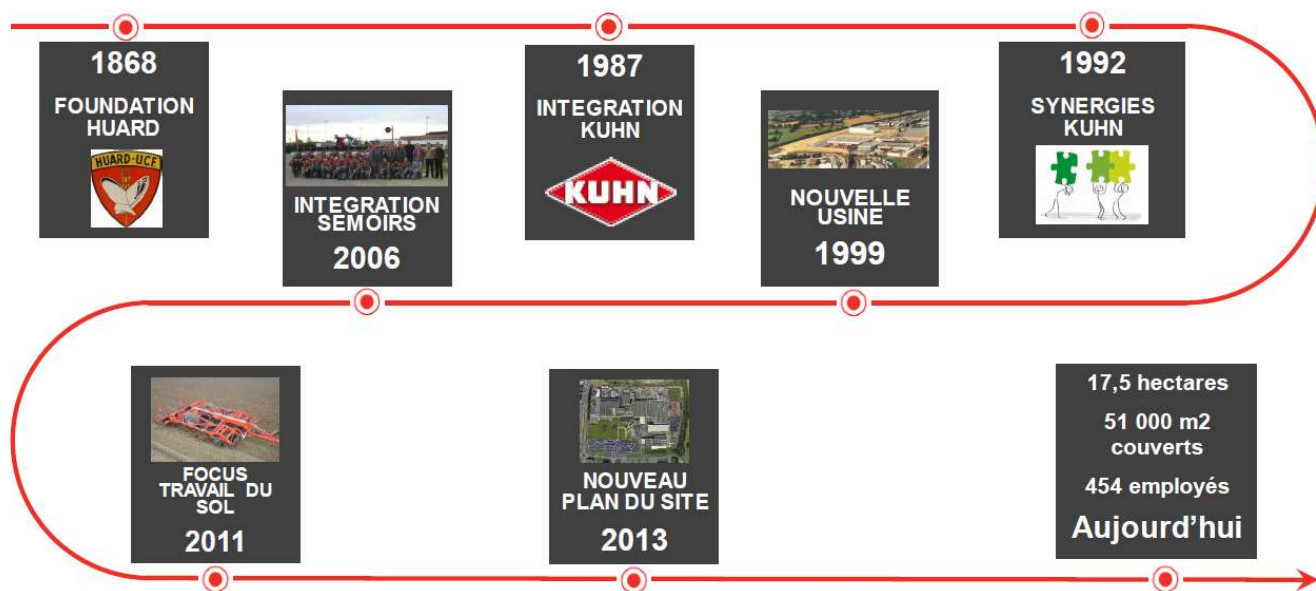 1868
FOUNDATION
HUARD
HUARD-UCF
1987
INTEGRATION
KUHN
KUHN
1992
SYNERGIES
KUHN
NOUVELLE
USINE
1999
INTEGRATION
SEMOIRS
2006
FOCUS
TRAVAIL DU
SOL
2011
NOUVEAU
PLAN DU SITE
2013
17,5 hectares
51 000 m2
couverts
454 employés
Aujourd'hui